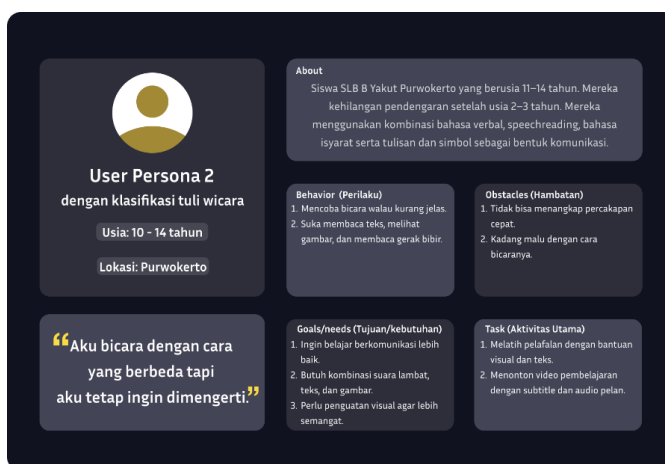 User Persona 2
dengan klasifikasi tuli wicara
Usia: 10 - 14 tahun
Lokasi: Purwokerto
“Aku bicara dengan cara
yang berbeda tapi
aku tetap ingin dimengerti.”
About
Siswa SLB B Yakut Purwokerto yang berusia 11–14 tahun. Mereka
kehilangan pendengaran setelah usia 2–3 tahun. Mereka
menggunakan kombinasi bahasa verbal, speechreading, bahasa
isyarat serta tulisan dan simbol sebagai bentuk komunikasi.
Behavior (Perilaku)
1. Mencoba bicara walau kurang jelas.
2. Suka membaca teks, melihat
gambar, dan membaca gerak bibir.
Obstacles (Hambatan)
1. Tidak bisa menangkap percakapan
cepat.
2. Kadang malu dengan cara
bicaranya.
Goals/needs (Tujuan/kebutuhan)
1. Ingin belajar berkomunikasi lebih
baik.
2. Butuh kombinasi suara lambat,
teks, dan gambar.
3. Perlu penguatan visual agar lebih
semangat.
Task (Aktivitas Utama)
1. Melatih pelafalan dengan bantuan
visual dan teks.
2. Menonton video pembelajaran
dengan subtitle dan audio pelan.